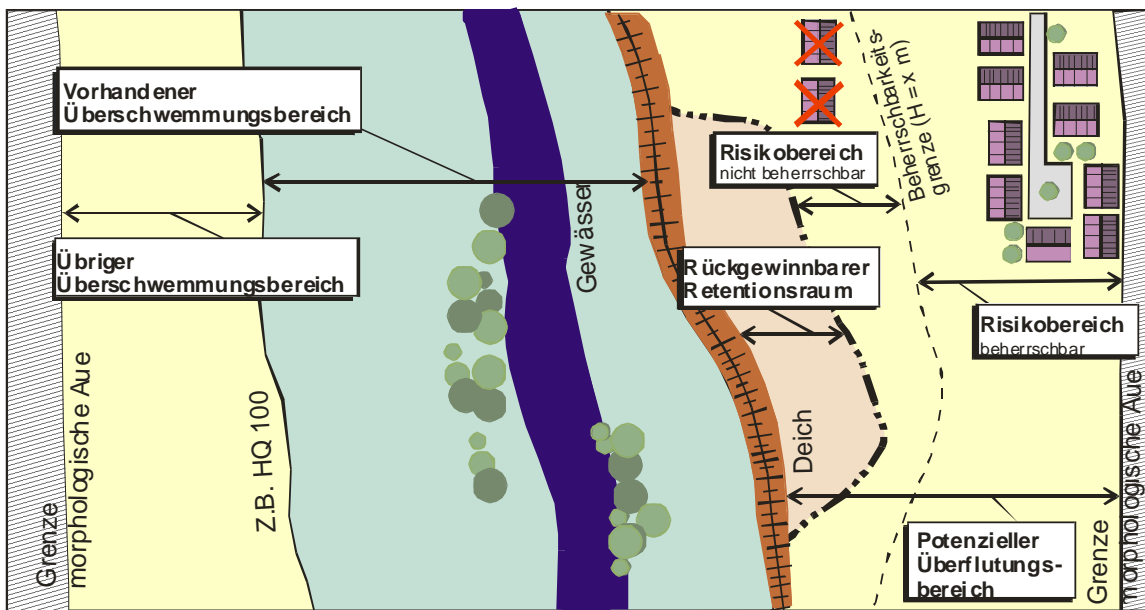 Vorhandener
Überschwemmungsbereich
Übriger
Überschwemmungsbereich
Grenze
morphologische Aue
Z.B. HQ 100
Gewässer
Deich
Risikobereich
nicht beherrschbar
Rückgewinnbarer
Retentionsraum
Beherrschbarkeits-
grenze (H = x m)
Risikobereich
beherrschbar
Potenzieller
Überflutungs-
bereich
Grenze
morphologische Aue